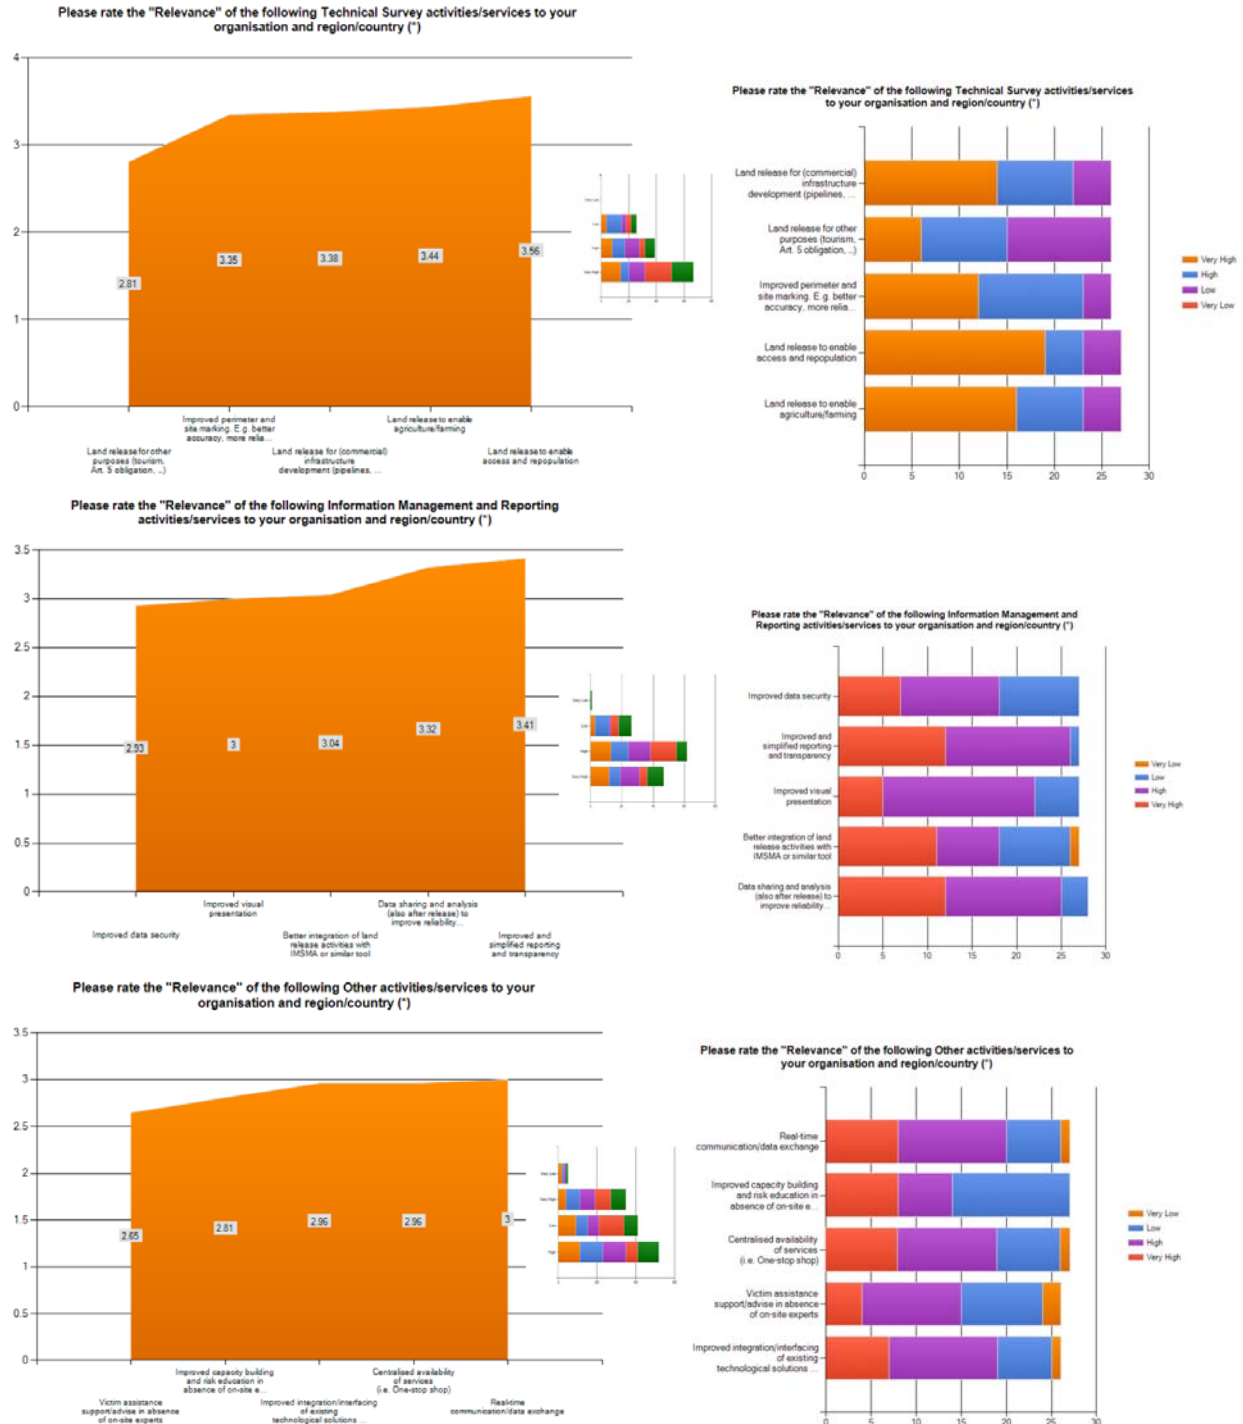 Please rate the "Relevance" of the following Technical Survey activities/services to your
organisation and region/country (*)
4
3
2
1
0
2.81
3.35
3.38
3.44
3.56
Land release for other
purposes (tourism,
Art. 5 obligation, ..)
Improved perimeter and
site marking. E.g. better
accuracy, more relia...
Land release for (commercial)
infrastructure
development (pipelines, ...
Land release to enable
agriculture/farming
Land release to enable
access and repopulation
Very Low
Low
High
Very High
Please rate the "Relevance" of the following Technical Survey activities/services
to your organisation and region/country (*)
Land release for (commercial)
infrastructure
development (pipelines, ...
Land release for other
purposes (tourism,
Art. 5 obligation, ..)
Improved perimeter and
site marking. E.g. better
accuracy, more relia...
Land release to enable
access and repopulation
Land release to enable
agriculture/farming
0 5 10 15 20 25 30
Very High
High
Low
Very Low
Please rate the "Relevance" of the following Information Management and Reporting
activities/services to your organisation and region/country (*)
3.5
3
2.5
2
1.5
1
0.5
0
2.93
3
3.04
3.32
3.41
Improved data security
Improved visual
presentation
Better integration of land
release activities with
IMSMA or similar tool
Data sharing and analysis
(also after release) to
improve reliability...
Improved and
simplified reporting
and transparency
Very Low
Low
High
Very High
Please rate the "Relevance" of the following Information Management and
Reporting activities/services to your organisation and region/country (*)
Improved data security
Improved and
simplified reporting
and transparency
Improved visual
presentation
Better integration of land
release activities with
IMSMA or similar tool
Data sharing and analysis
(also after release) to
improve reliability...
0 5 10 15 20 25 30
Very Low
Low
High
Very High
Please rate the "Relevance" of the following Other activities/services to your
organisation and region/country (*)
3.5
3
2.5
2
1.5
1
0.5
0
2.65
2.81
2.96
2.96
3
Victim assistance
support/advise in absence
of on-site experts
Improved capacity building
and risk education in
absence of on-site e...
Improved integration/interfacing
of existing
technological solutions ...
Centralised availability
of services
(i.e. One-stop shop)
Real-time
communication/data exchange
Very Low
Very High
Low
High
Please rate the "Relevance" of the following Other activities/services to
your organisation and region/country (*)
Real-time
communication/data exchange
Improved capacity building
and risk education in
absence of on-site e...
Centralised availability
of services
(i.e. One-stop shop)
Victim assistance
support/advise in absence
of on-site experts
Improved integration/interfacing
of existing
technological solutions ...
0 5 10 15 20 25 30
Very Low
Low
High
Very High